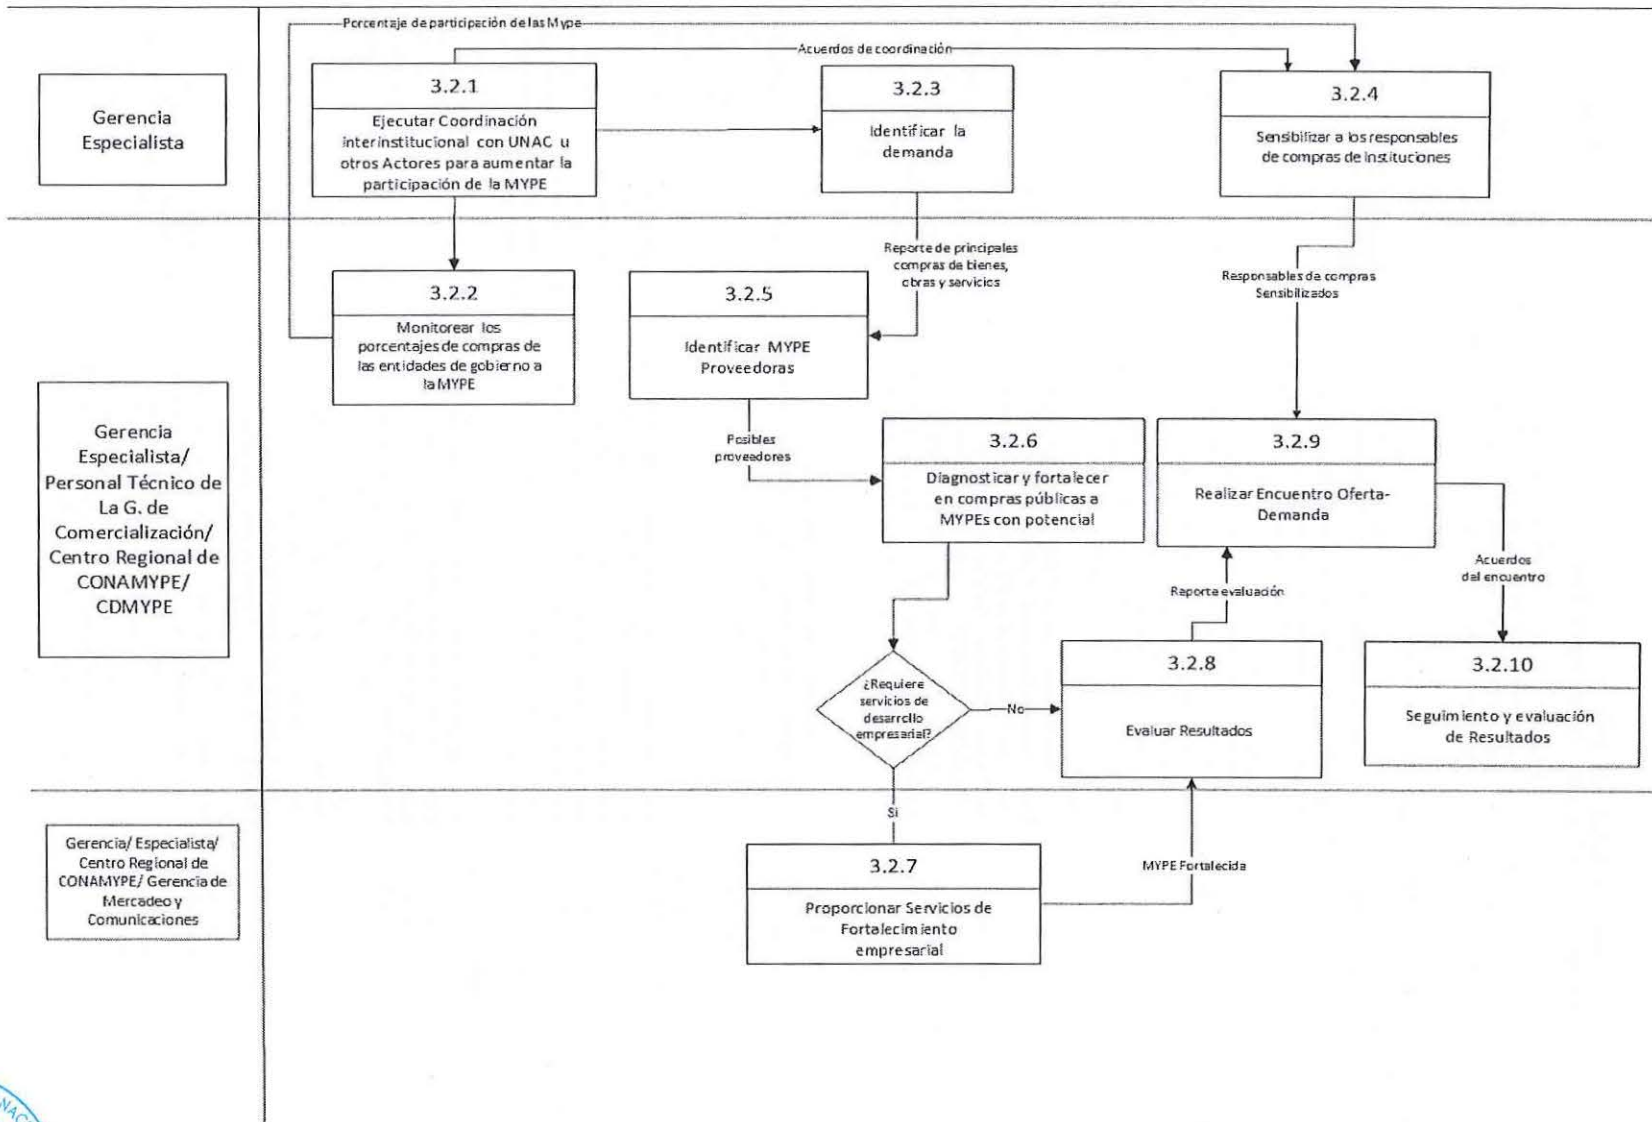 Porcentaje de participación de las Mype
Acuerdos de coordinación
Gerencia
Especialista
3.2.1
Ejecutar Coordinación
interinstitucional con UNAC u
otros Actores para aumentar la
participación de la MYPE
3.2.3
Identificar la
demanda
3.2.4
Sensibilizar a los responsables
de compras de Instituciones
Reporte de principales
compras de bienes,
obras y servicios
Responsables de compras
Sensibilizados
3.2.2
Monitorear los
porcentajes de compras de
las entidades de gobierno a
la MYPE
3.2.5
Identificar MYPE
Proveedoras
Gerencia
Especialista/
Personal Técnico de
La G. de
Comercialización/
Centro Regional de
CONAMYPE/
CDMYPE
Posibles
proveedores
3.2.6
Diagnosticar y fortalecer
en compras públicas a
MYPEs con potencial
3.2.9
Realizar Encuentro Oferta-
Demanda
Acuerdos
del encuentro
Reporte evaluación
¿Requiere
servicios de
desarrollo
empresarial?
No
3.2.8
Evaluar Resultados
3.2.10
Seguimiento y evaluación
de Resultados
Si
Gerencia/ Especialista/
Centro Regional de
CONAMYPE/ Gerencia de
Mercadeo y
Comunicaciones
3.2.7
Proporcionar Servicios de
Fortalecimiento
empresarial
MYPE Fortalecida